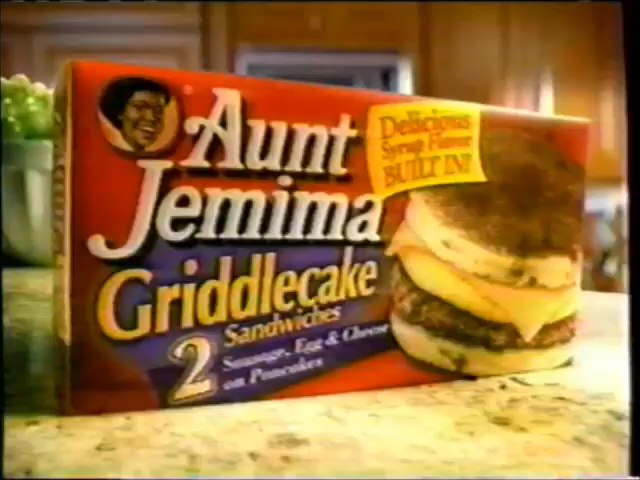 Aunt
Jemima
Delicious
Syrup Flavor
BUILT IN!
Griddlecake
Sandwiches
2
Sausage, Egg & Cheese
on Pancakes